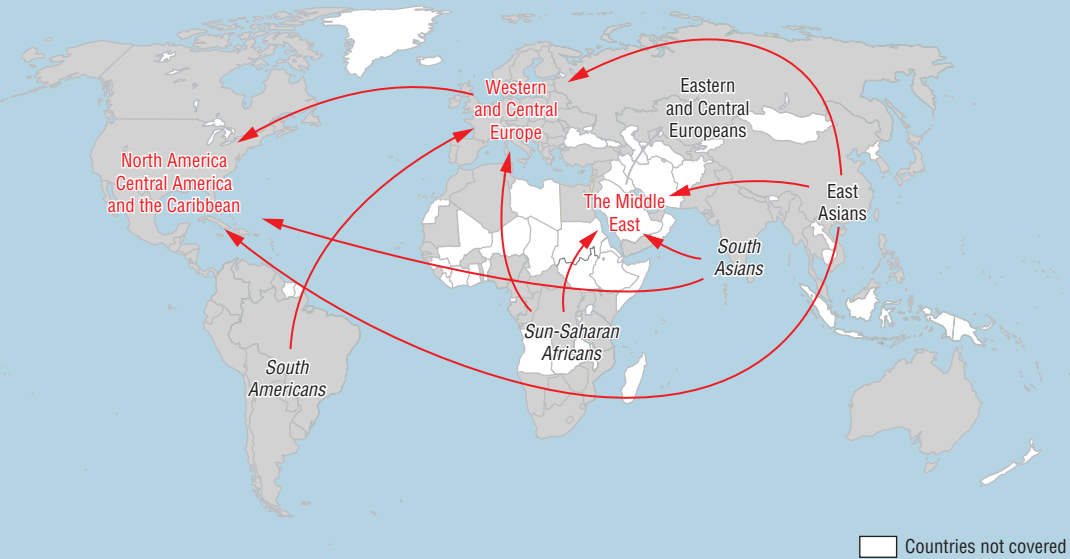 Western
and Central
Europe
Eastern
and Central
Europeans
North America
Central America
and the Caribbean
The Middle
East
East
Asians
South
Asians
Sun-Saharan
Africans
South
Americans
Countries not covered